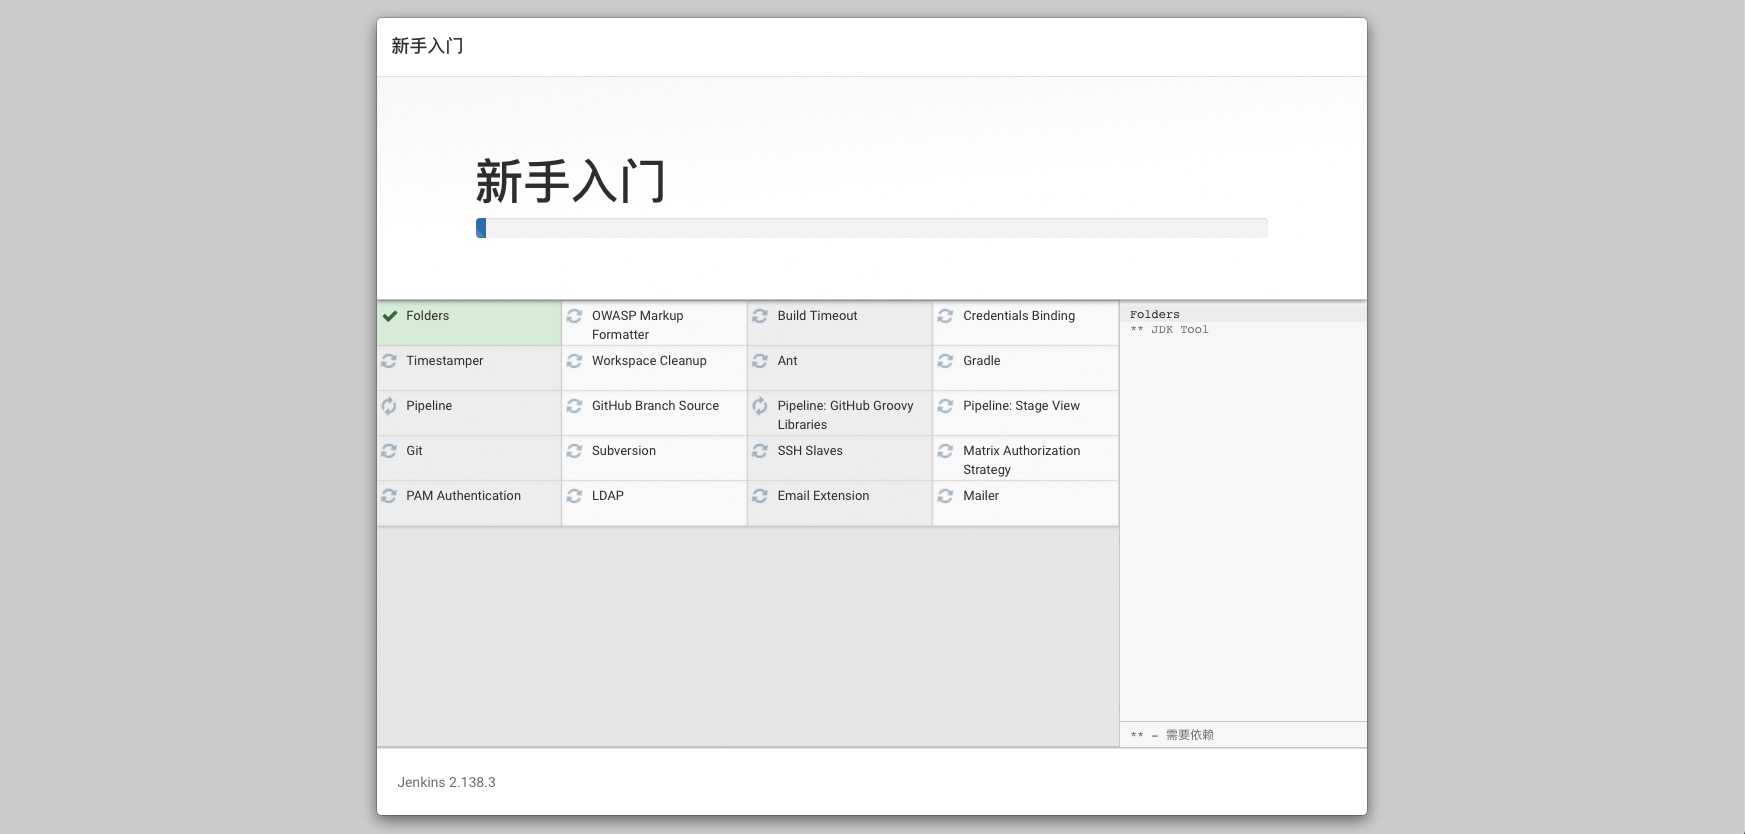 新手入门
新手入门
Folders
OWASP Markup
Formatter
Build Timeout
Credentials Binding
Timestamper
Workspace Cleanup
Ant
Gradle
Pipeline
GitHub Branch Source
Pipeline: GitHub Groovy
Libraries
Pipeline: Stage View
Git
Subversion
SSH Slaves
Matrix Authorization
Strategy
PAM Authentication
LDAP
Email Extension
Mailer
Folders
** JDK Tool
** - 需要依赖
Jenkins 2.138.3